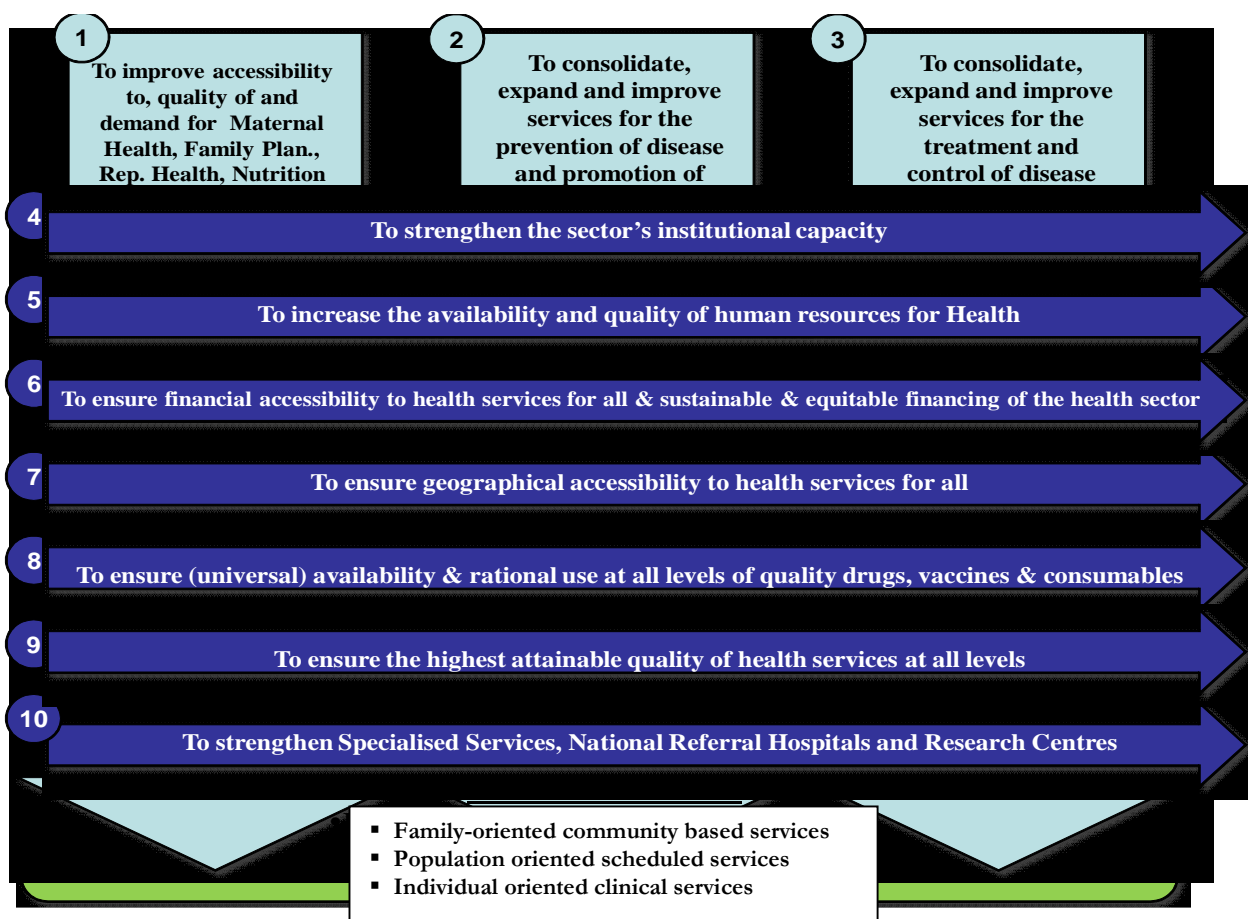 1
To improve accessibility
to, quality of and
demand for Maternal
Health, Family Plan.,
Rep. Health, Nutrition
2
To consolidate,
expand and improve
services for the
prevention of disease
and promotion of
3
To consolidate,
expand and improve
services for the
treatment and
control of disease
4
To strengthen the sector’s institutional capacity
5
To increase the availability and quality of human resources for Health
6
To ensure financial accessibility to health services for all & sustainable & equitable financing of the health sector
7
To ensure geographical accessibility to health services for all
8
To ensure (universal) availability & rational use at all levels of quality drugs, vaccines & consumables
9
To ensure the highest attainable quality of health services at all levels
10
To strengthen Specialised Services, National Referral Hospitals and Research Centres
▪ Family-oriented community based services
▪ Population oriented scheduled services
▪ Individual oriented clinical services